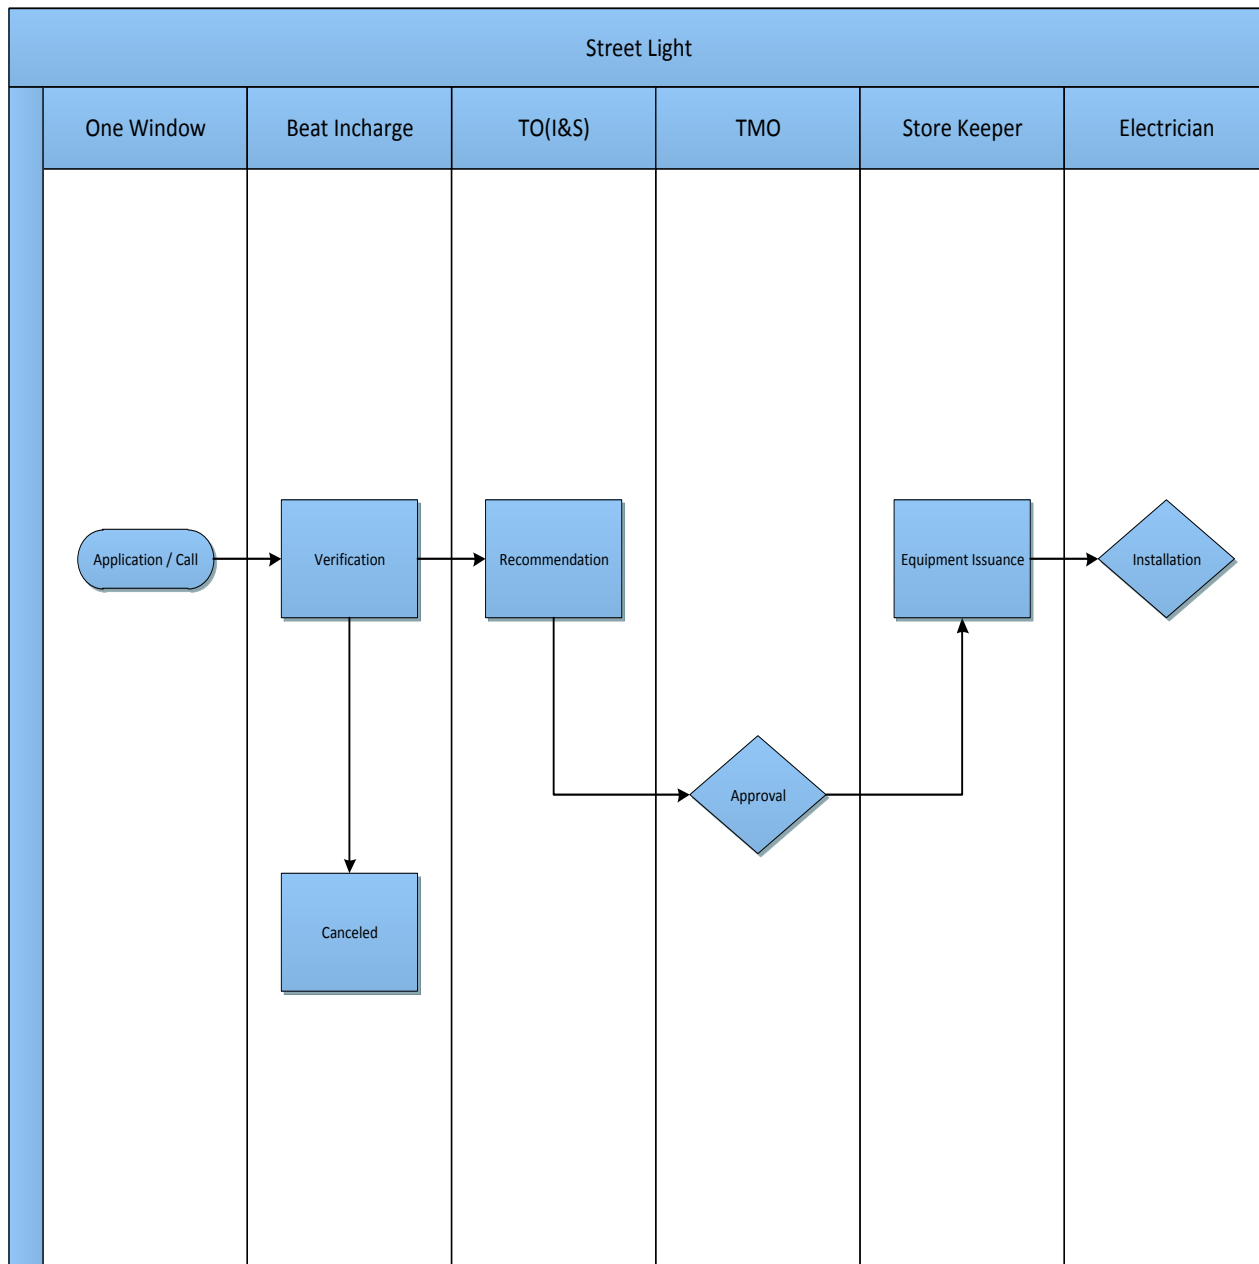 Street Light
One Window
Beat Incharge
TO(I&S)
TMO
Store Keeper
Electrician
Application / Call
Verification
Recommendation
Equipment Issuance
Installation
Approval
Canceled